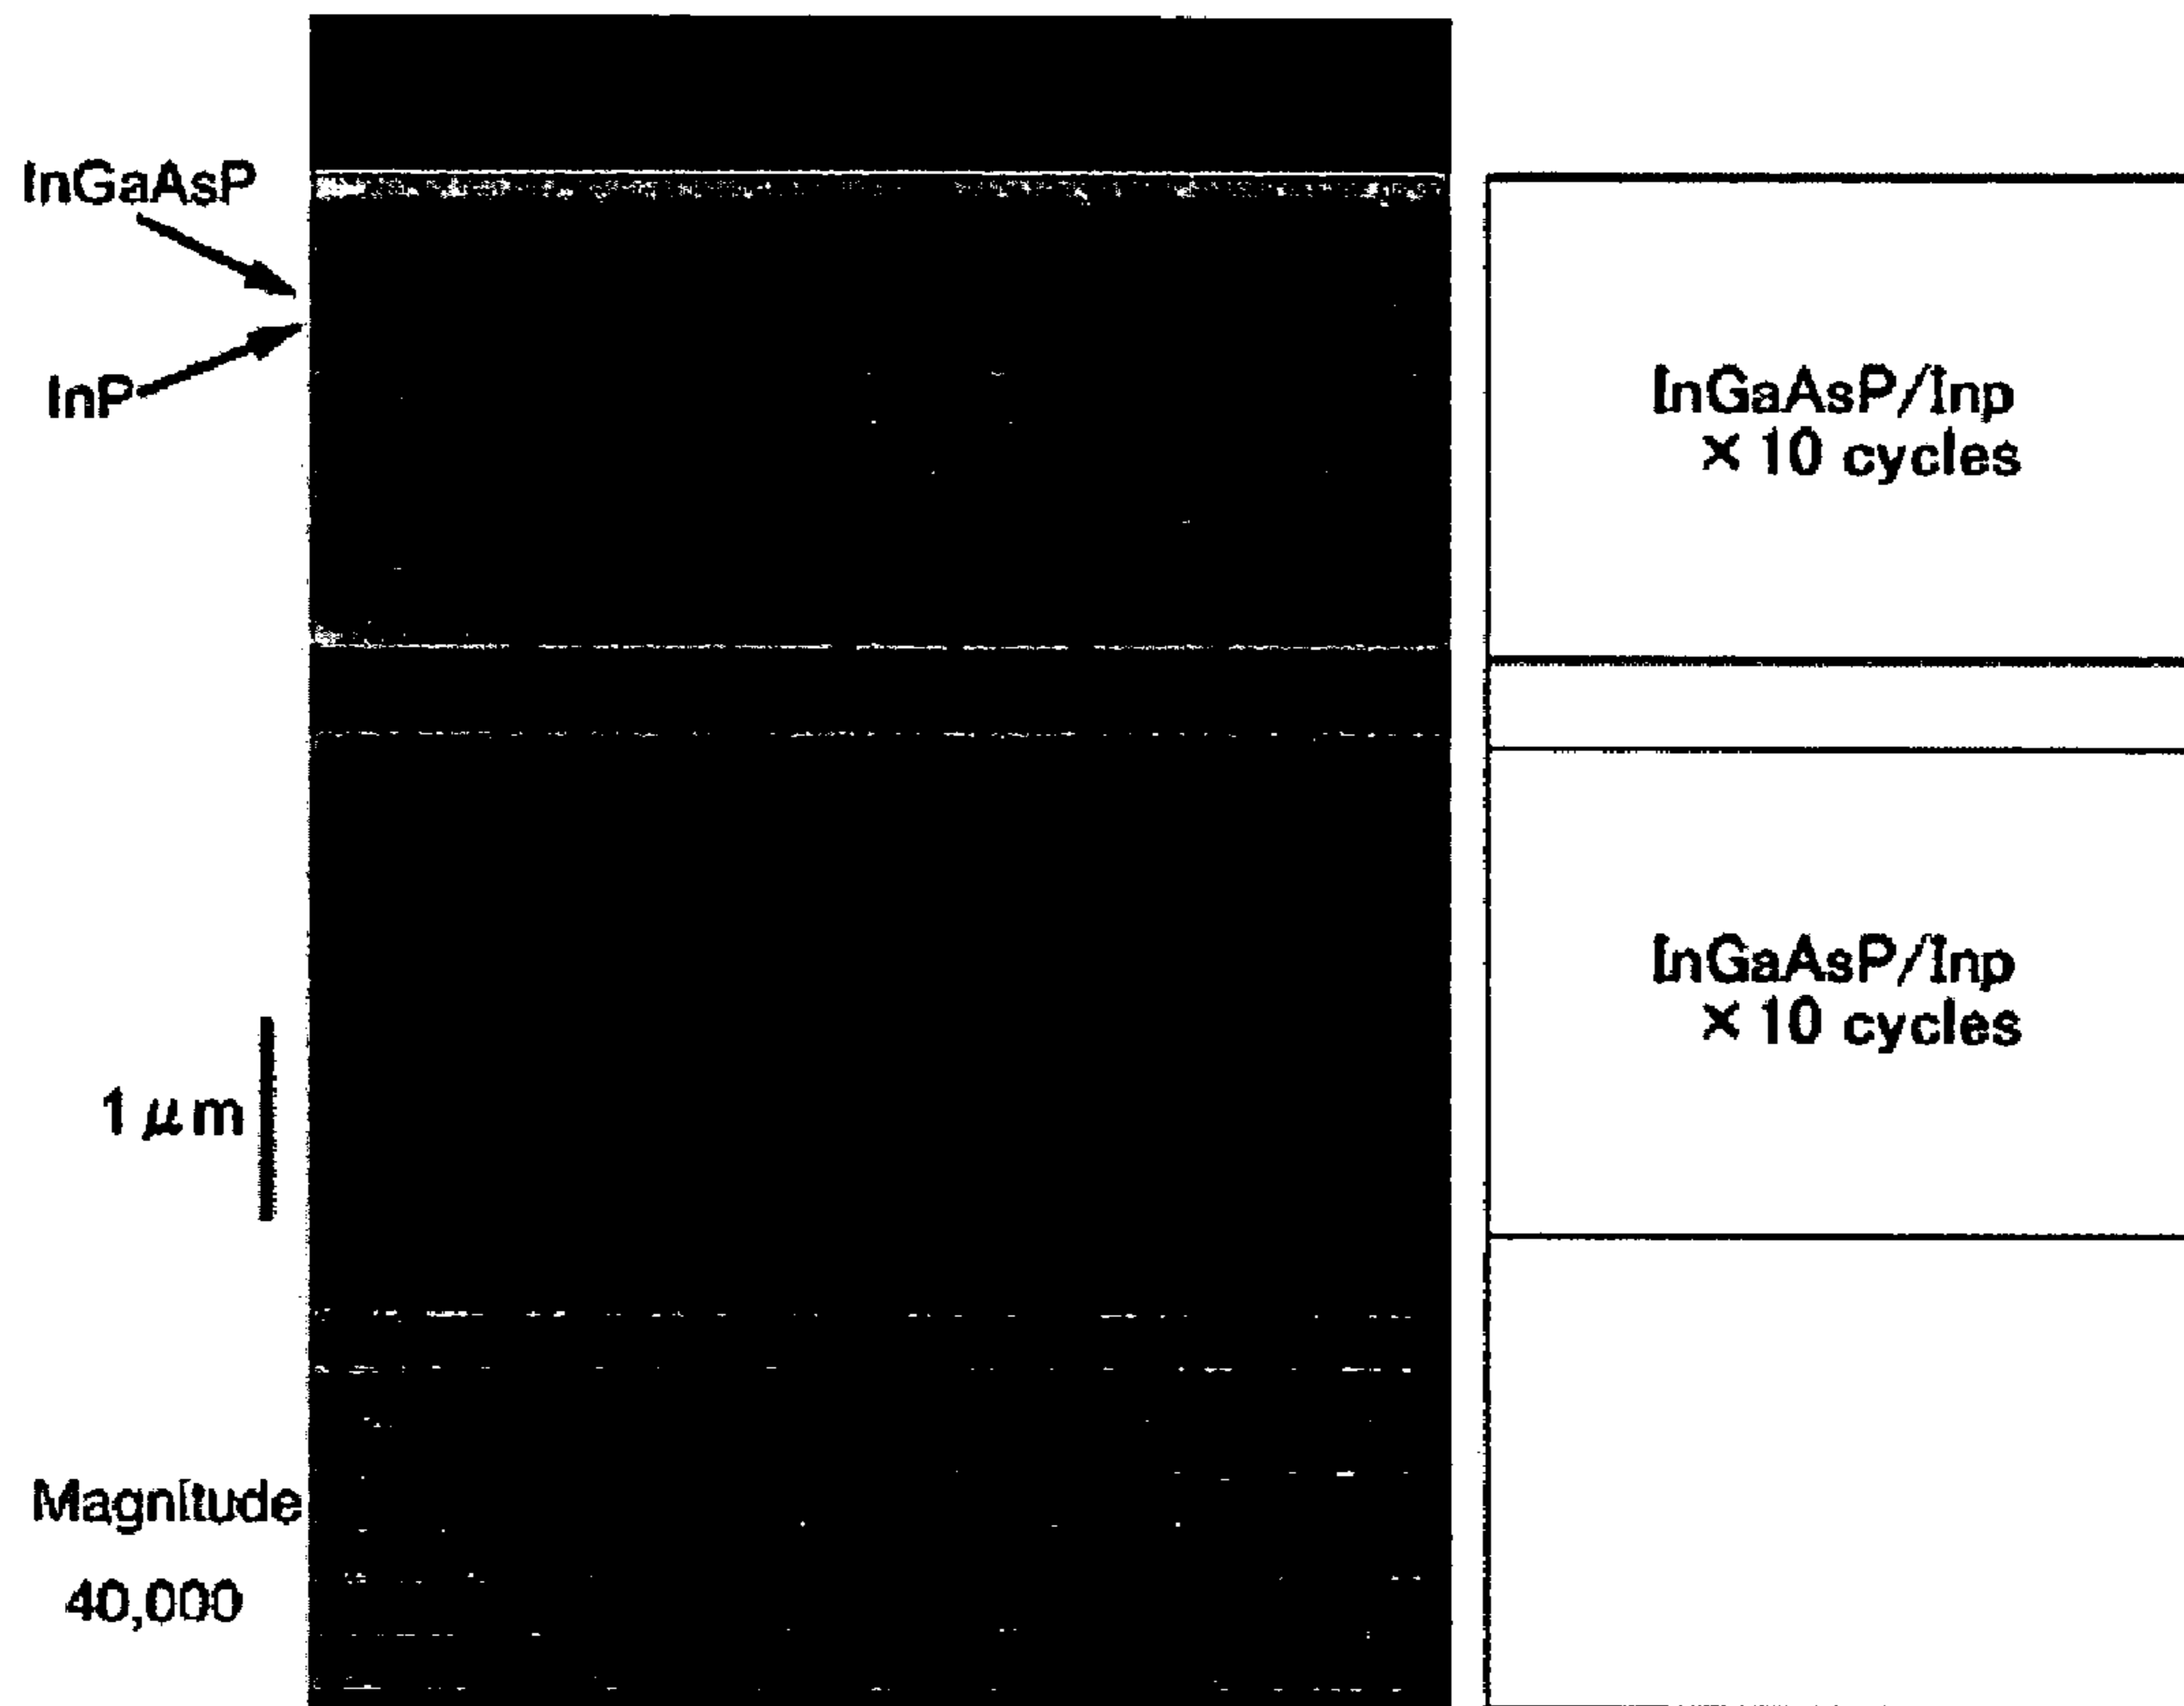 InGaAsP
InP
InGaAsP/Inp
× 10 cycles
InGaAsP/Inp
× 10 cycles
1 μm
Magnitude
40,000